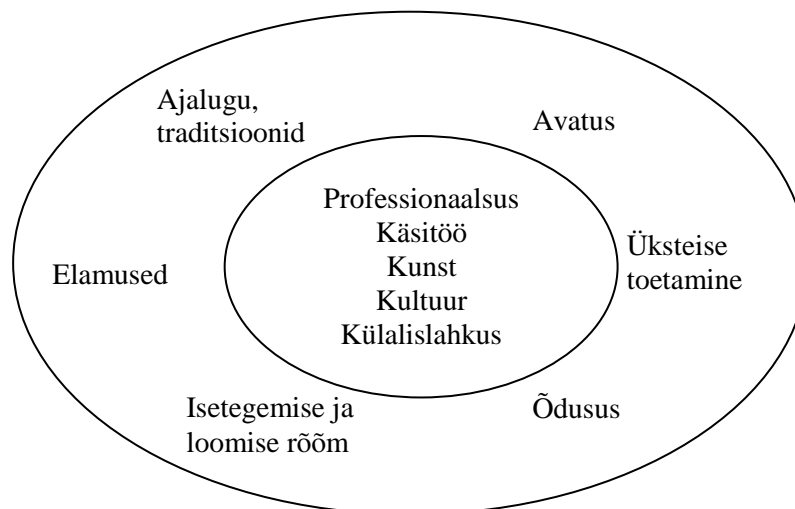 Ajalugu,
traditsioonid
Avatus
Professionaalsus
Käsitöö
Kunst
Kultuur
Külalislahkus
Elamused
Üksteise
toetamine
Isetegemise ja
loomise rõõm
Õdusus